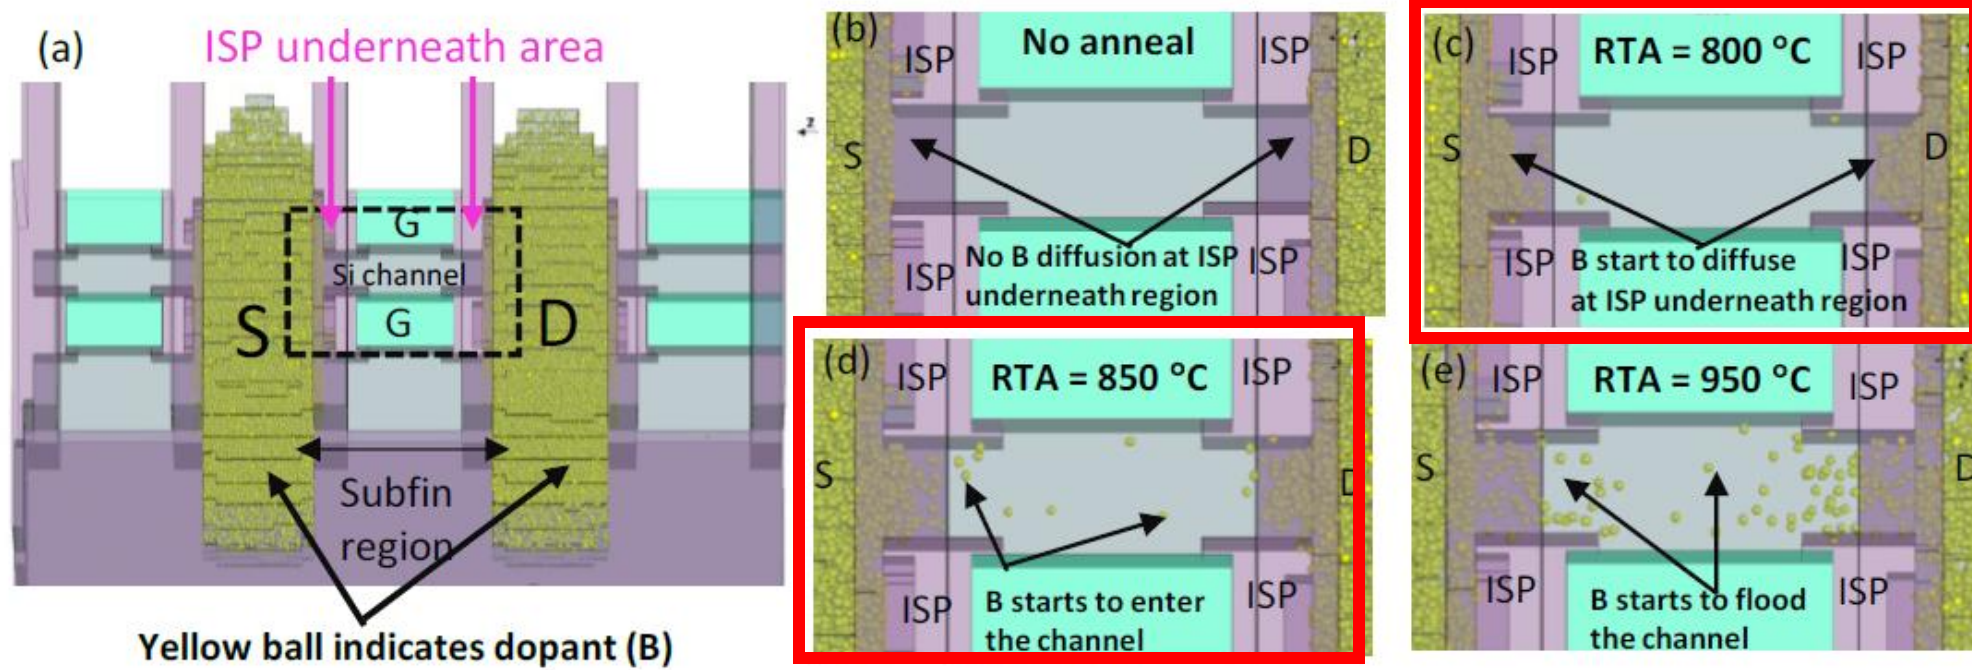 (a)
ISP underneath area
G
Si channel
G
S
D
Subfin
region
Yellow ball indicates dopant (B)
z
(b)
ISP
No anneal
ISP
S
D
ISP
No B diffusion at ISP
underneath region
ISP
(c)
ISP
RTA = 800 °C
ISP
S
D
ISP
B start to diffuse
at ISP underneath region
ISP
(d)
ISP
RTA = 850 °C
ISP
S
D
ISP
B starts to enter
the channel
ISP
(e)
ISP
RTA = 950 °C
ISP
S
D
ISP
B starts to flood
the channel
ISP